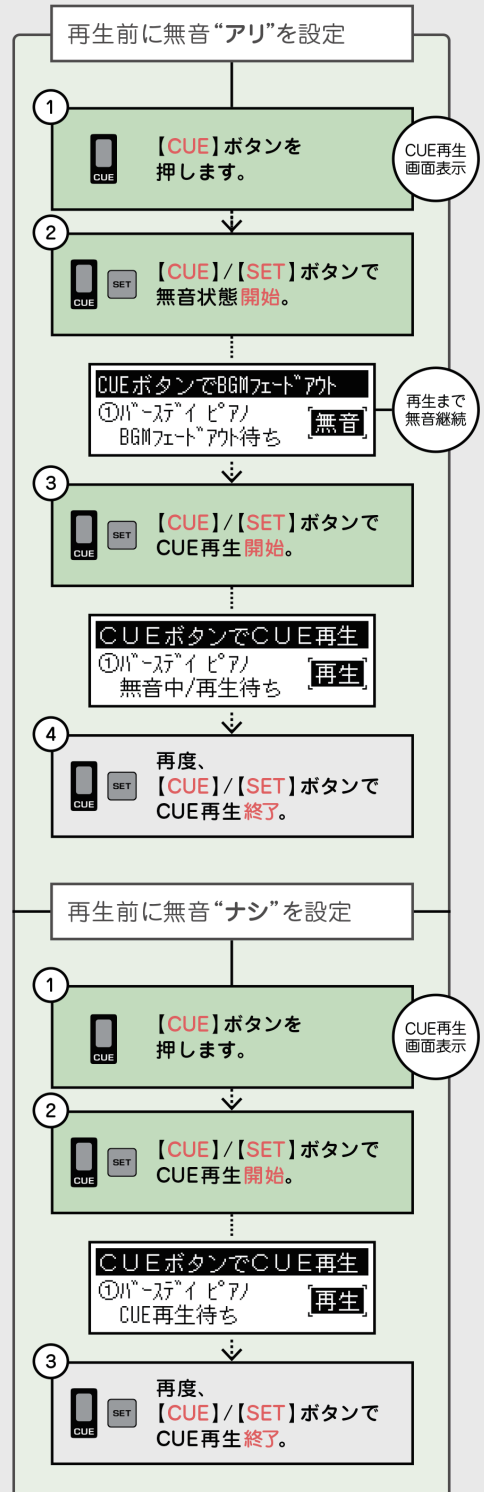 再生前に無音“アリ”を設定
1
CUE
【CUE】ボタンを
押します。
CUE再生
画面表示
2
CUE
SET
【CUE】/【SET】ボタンで
無音状態開始。
CUEボタンでBGMフェードアウト
①バースデイ ピアノ
BGMフェードアウト待ち
[無音]
再生まで
無音継続
3
CUE
SET
【CUE】/【SET】ボタンで
CUE再生開始。
CUEボタンでCUE再生
①バースデイ ピアノ
無音中/再生待ち
[再生]
4
CUE
SET
再度、
【CUE】/【SET】ボタンで
CUE再生終了。
再生前に無音“ナシ”を設定
1
CUE
【CUE】ボタンを
押します。
CUE再生
画面表示
2
CUE
SET
【CUE】/【SET】ボタンで
CUE再生開始。
CUEボタンでCUE再生
①バースデイ ピアノ
CUE再生待ち
[再生]
3
CUE
SET
再度、
【CUE】/【SET】ボタンで
CUE再生終了。